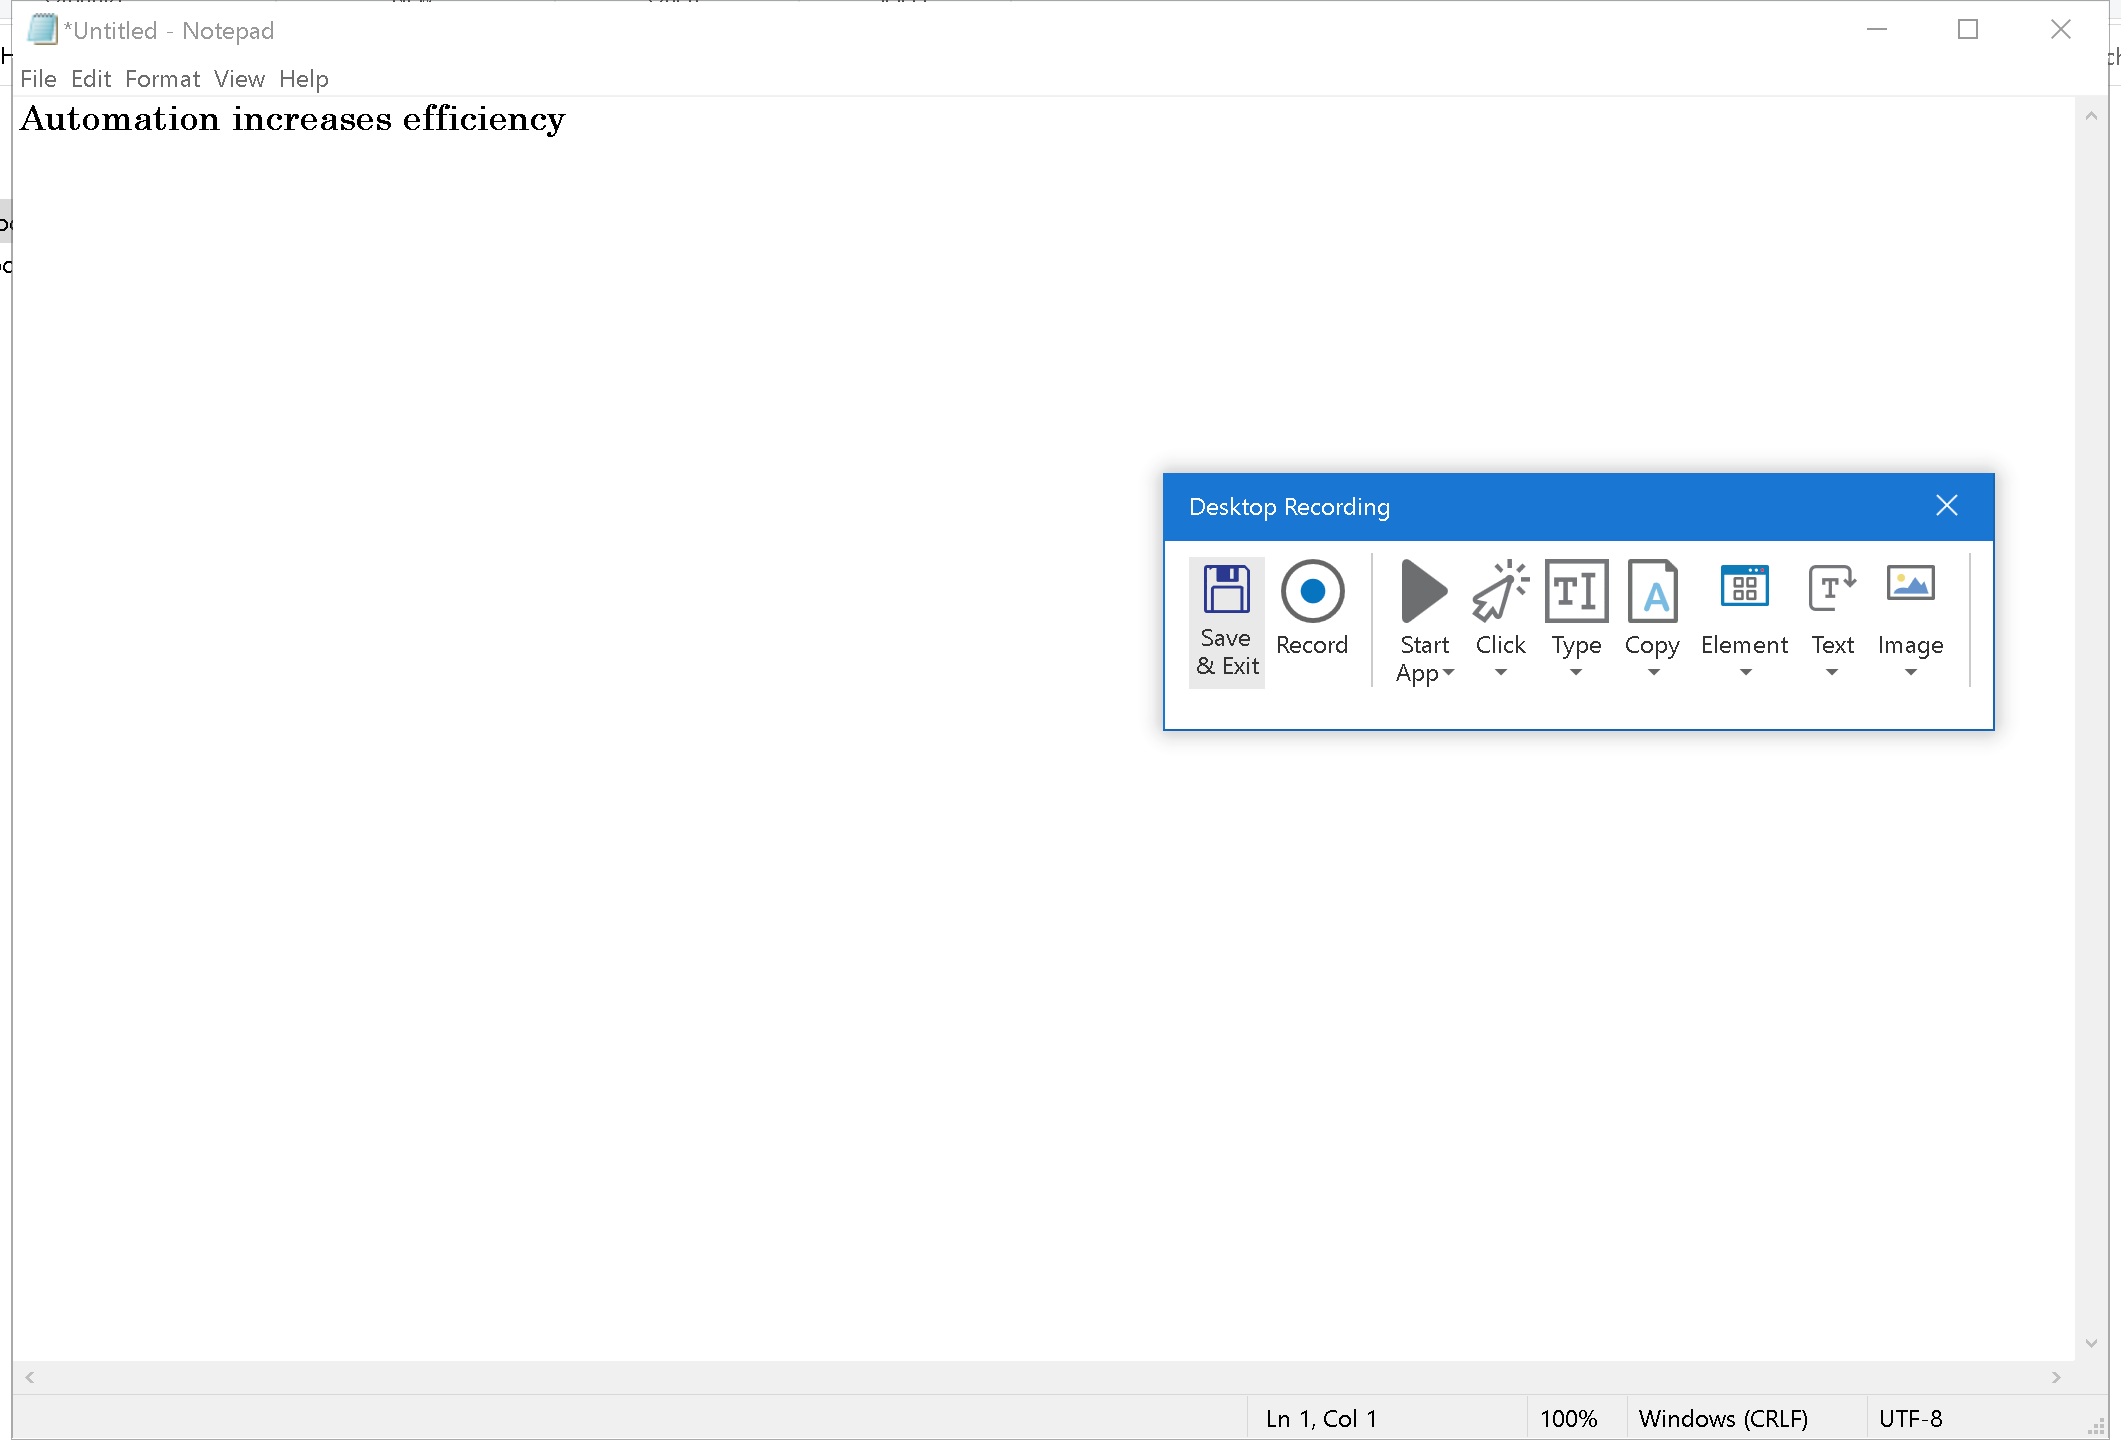 *Untitled - Notepad
File Edit Format View Help
Automation increases efficiency
Desktop Recording
Save & Exit
Record
Start App
Click
Type
Copy
Element
Text
Image
Ln 1, Col 1
100%
Windows (CRLF)
UTF-8